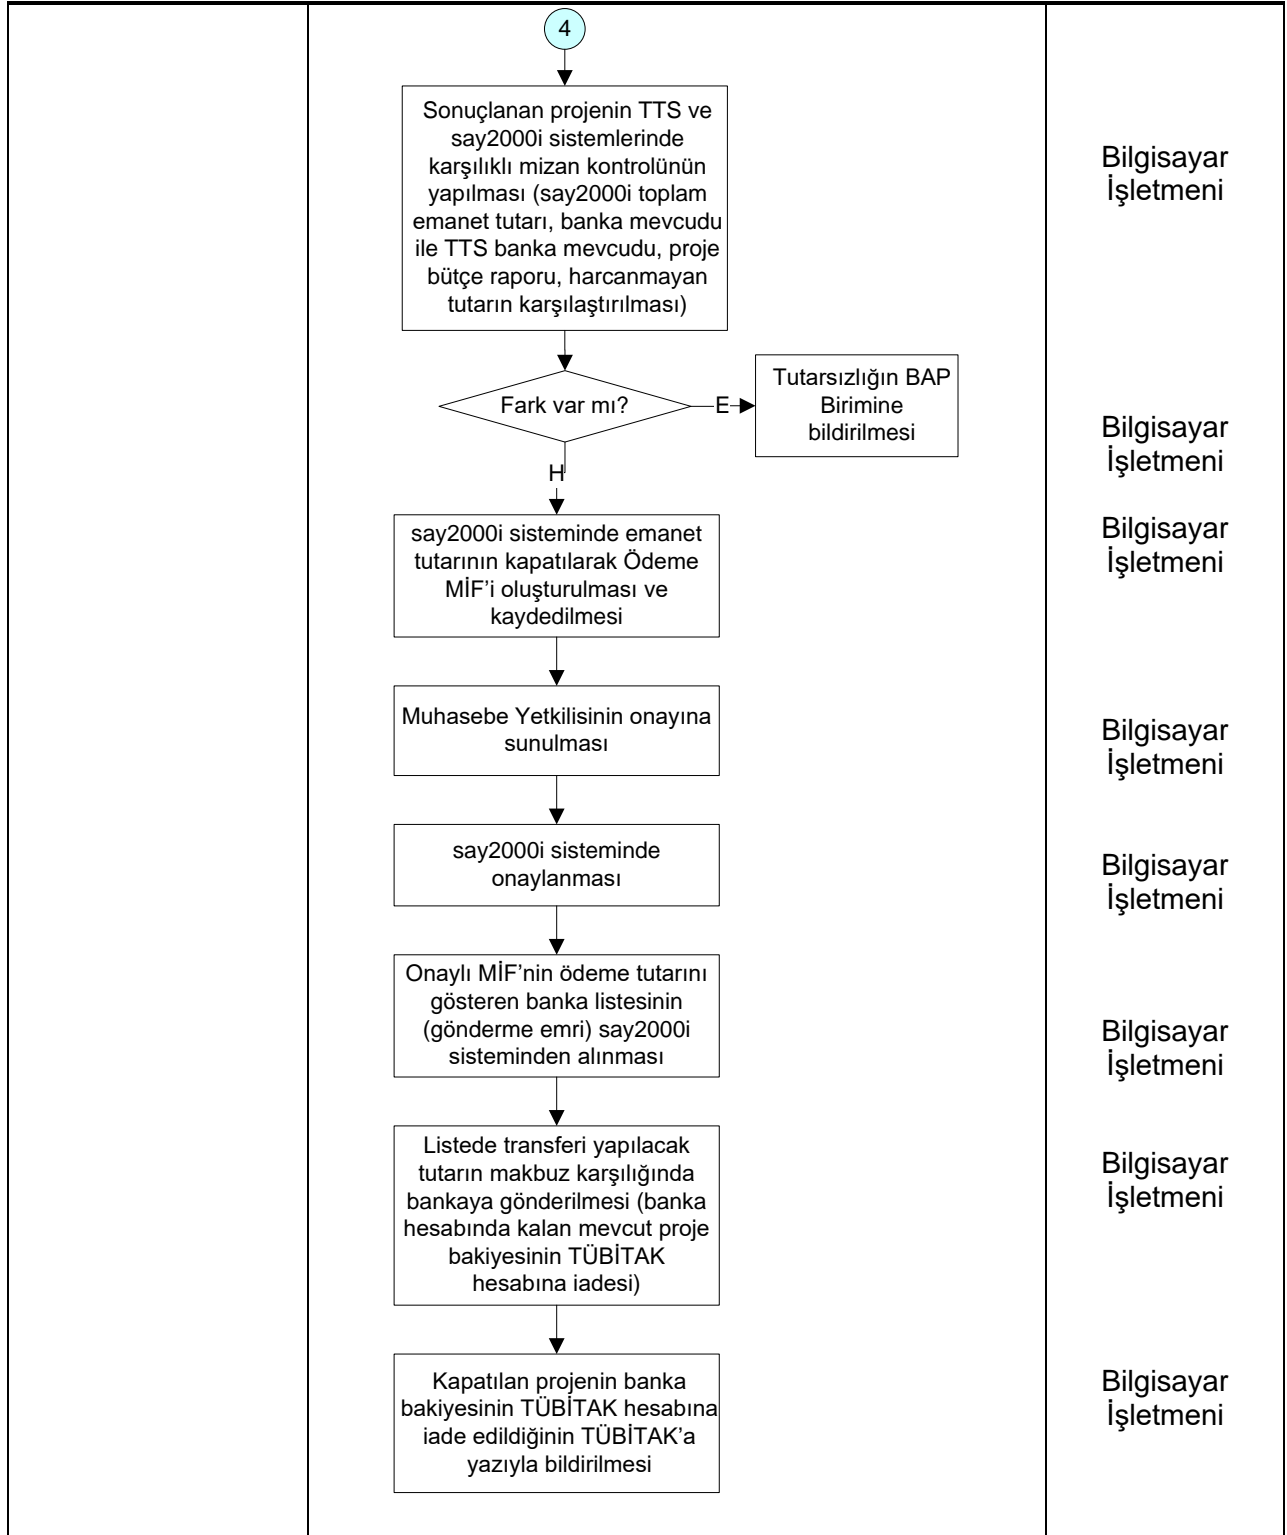 4
Sonuçlanan projenin TTS ve
say2000i sistemlerinde
karşılıklı mizan kontrolünün
yapılması (say2000i toplam
emanet tutarı, banka mevcudu
ile TTS banka mevcudu, proje
bütçe raporu, harcanmayan
tutarın karşılaştırılması)
Bilgisayar
İşletmeni
Fark var mı?
E
Tutarsızlığın BAP
Birimine
bildirilmesi
Bilgisayar
İşletmeni
H
say2000i sisteminde emanet
tutarının kapatılarak Ödeme
MİF’i oluşturulması ve
kaydedilmesi
Bilgisayar
İşletmeni
Muhasebe Yetkilisinin onayına
sunulması
Bilgisayar
İşletmeni
say2000i sisteminde
onaylanması
Bilgisayar
İşletmeni
Onaylı MİF’nin ödeme tutarını
gösteren banka listesinin
(gönderme emri) say2000i
sisteminden alınması
Bilgisayar
İşletmeni
Listede transferi yapılacak
tutarın makbuz karşılığında
bankaya gönderilmesi (banka
hesabında kalan mevcut proje
bakiyesinin TÜBİTAK
hesabına iadesi)
Bilgisayar
İşletmeni
Kapatılan projenin banka
bakiyesinin TÜBİTAK hesabına
iade edildiğinin TÜBİTAK’a
yazıyla bildirilmesi
Bilgisayar
İşletmeni